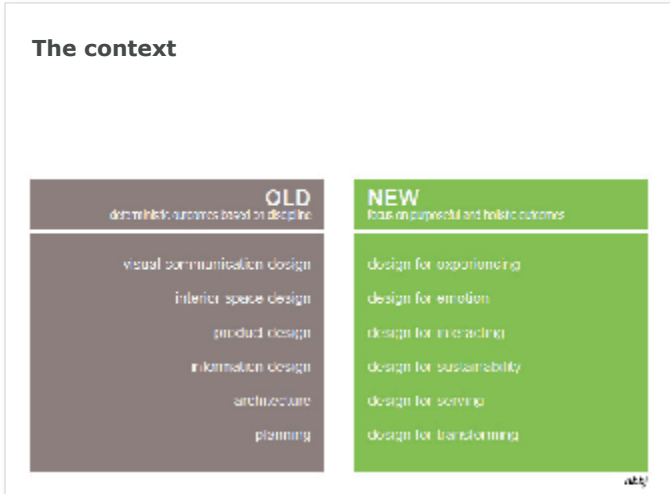 The context
OLD
deterministic outcomes based on discipline
visual communication design
interior space design
product design
information design
architecture
planning
NEW
focus on purposeful and holistic outcomes
design for experiencing
design for emotion
design for interacting
design for sustainability
design for serving
design for transforming